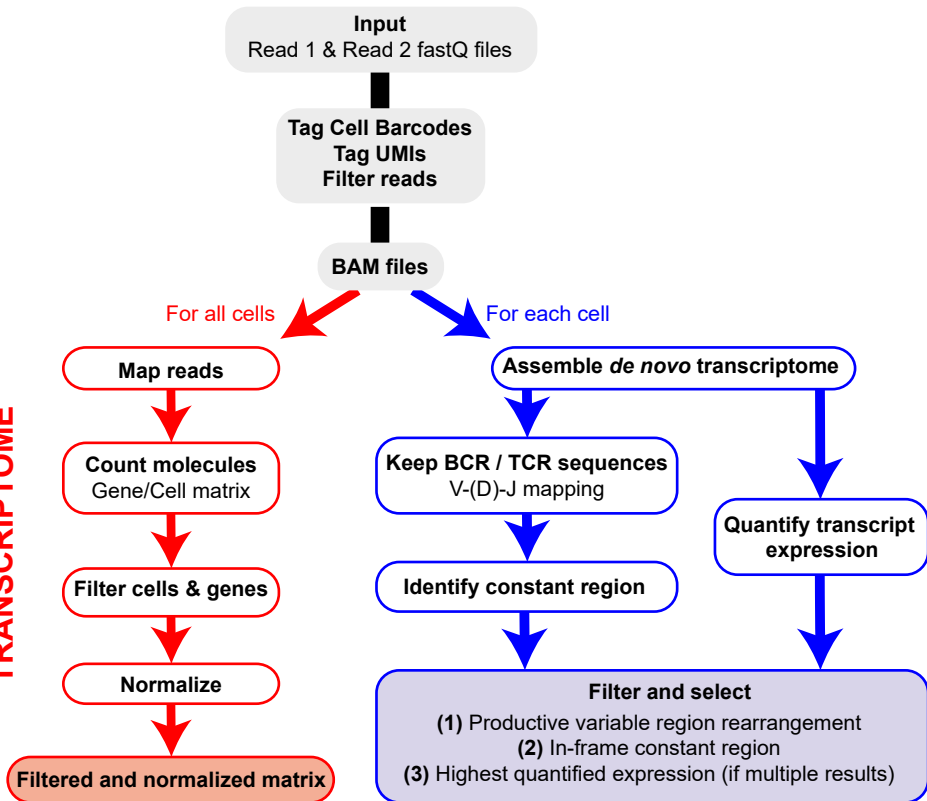 Input
Read 1 & Read 2 fastQ files
Tag Cell Barcodes
Tag UMIs
Filter reads
BAM files
For all cells
For each cell
TRANSCRIPTOME
Map reads
Count molecules
Gene/Cell matrix
Filter cells & genes
Normalize
Filtered and normalized matrix
Assemble de novo transcriptome
Keep BCR / TCR sequences
V-(D)-J mapping
Identify constant region
Quantify transcript
expression
Filter and select
(1) Productive variable region rearrangement
(2) In-frame constant region
(3) Highest quantified expression (if multiple results)